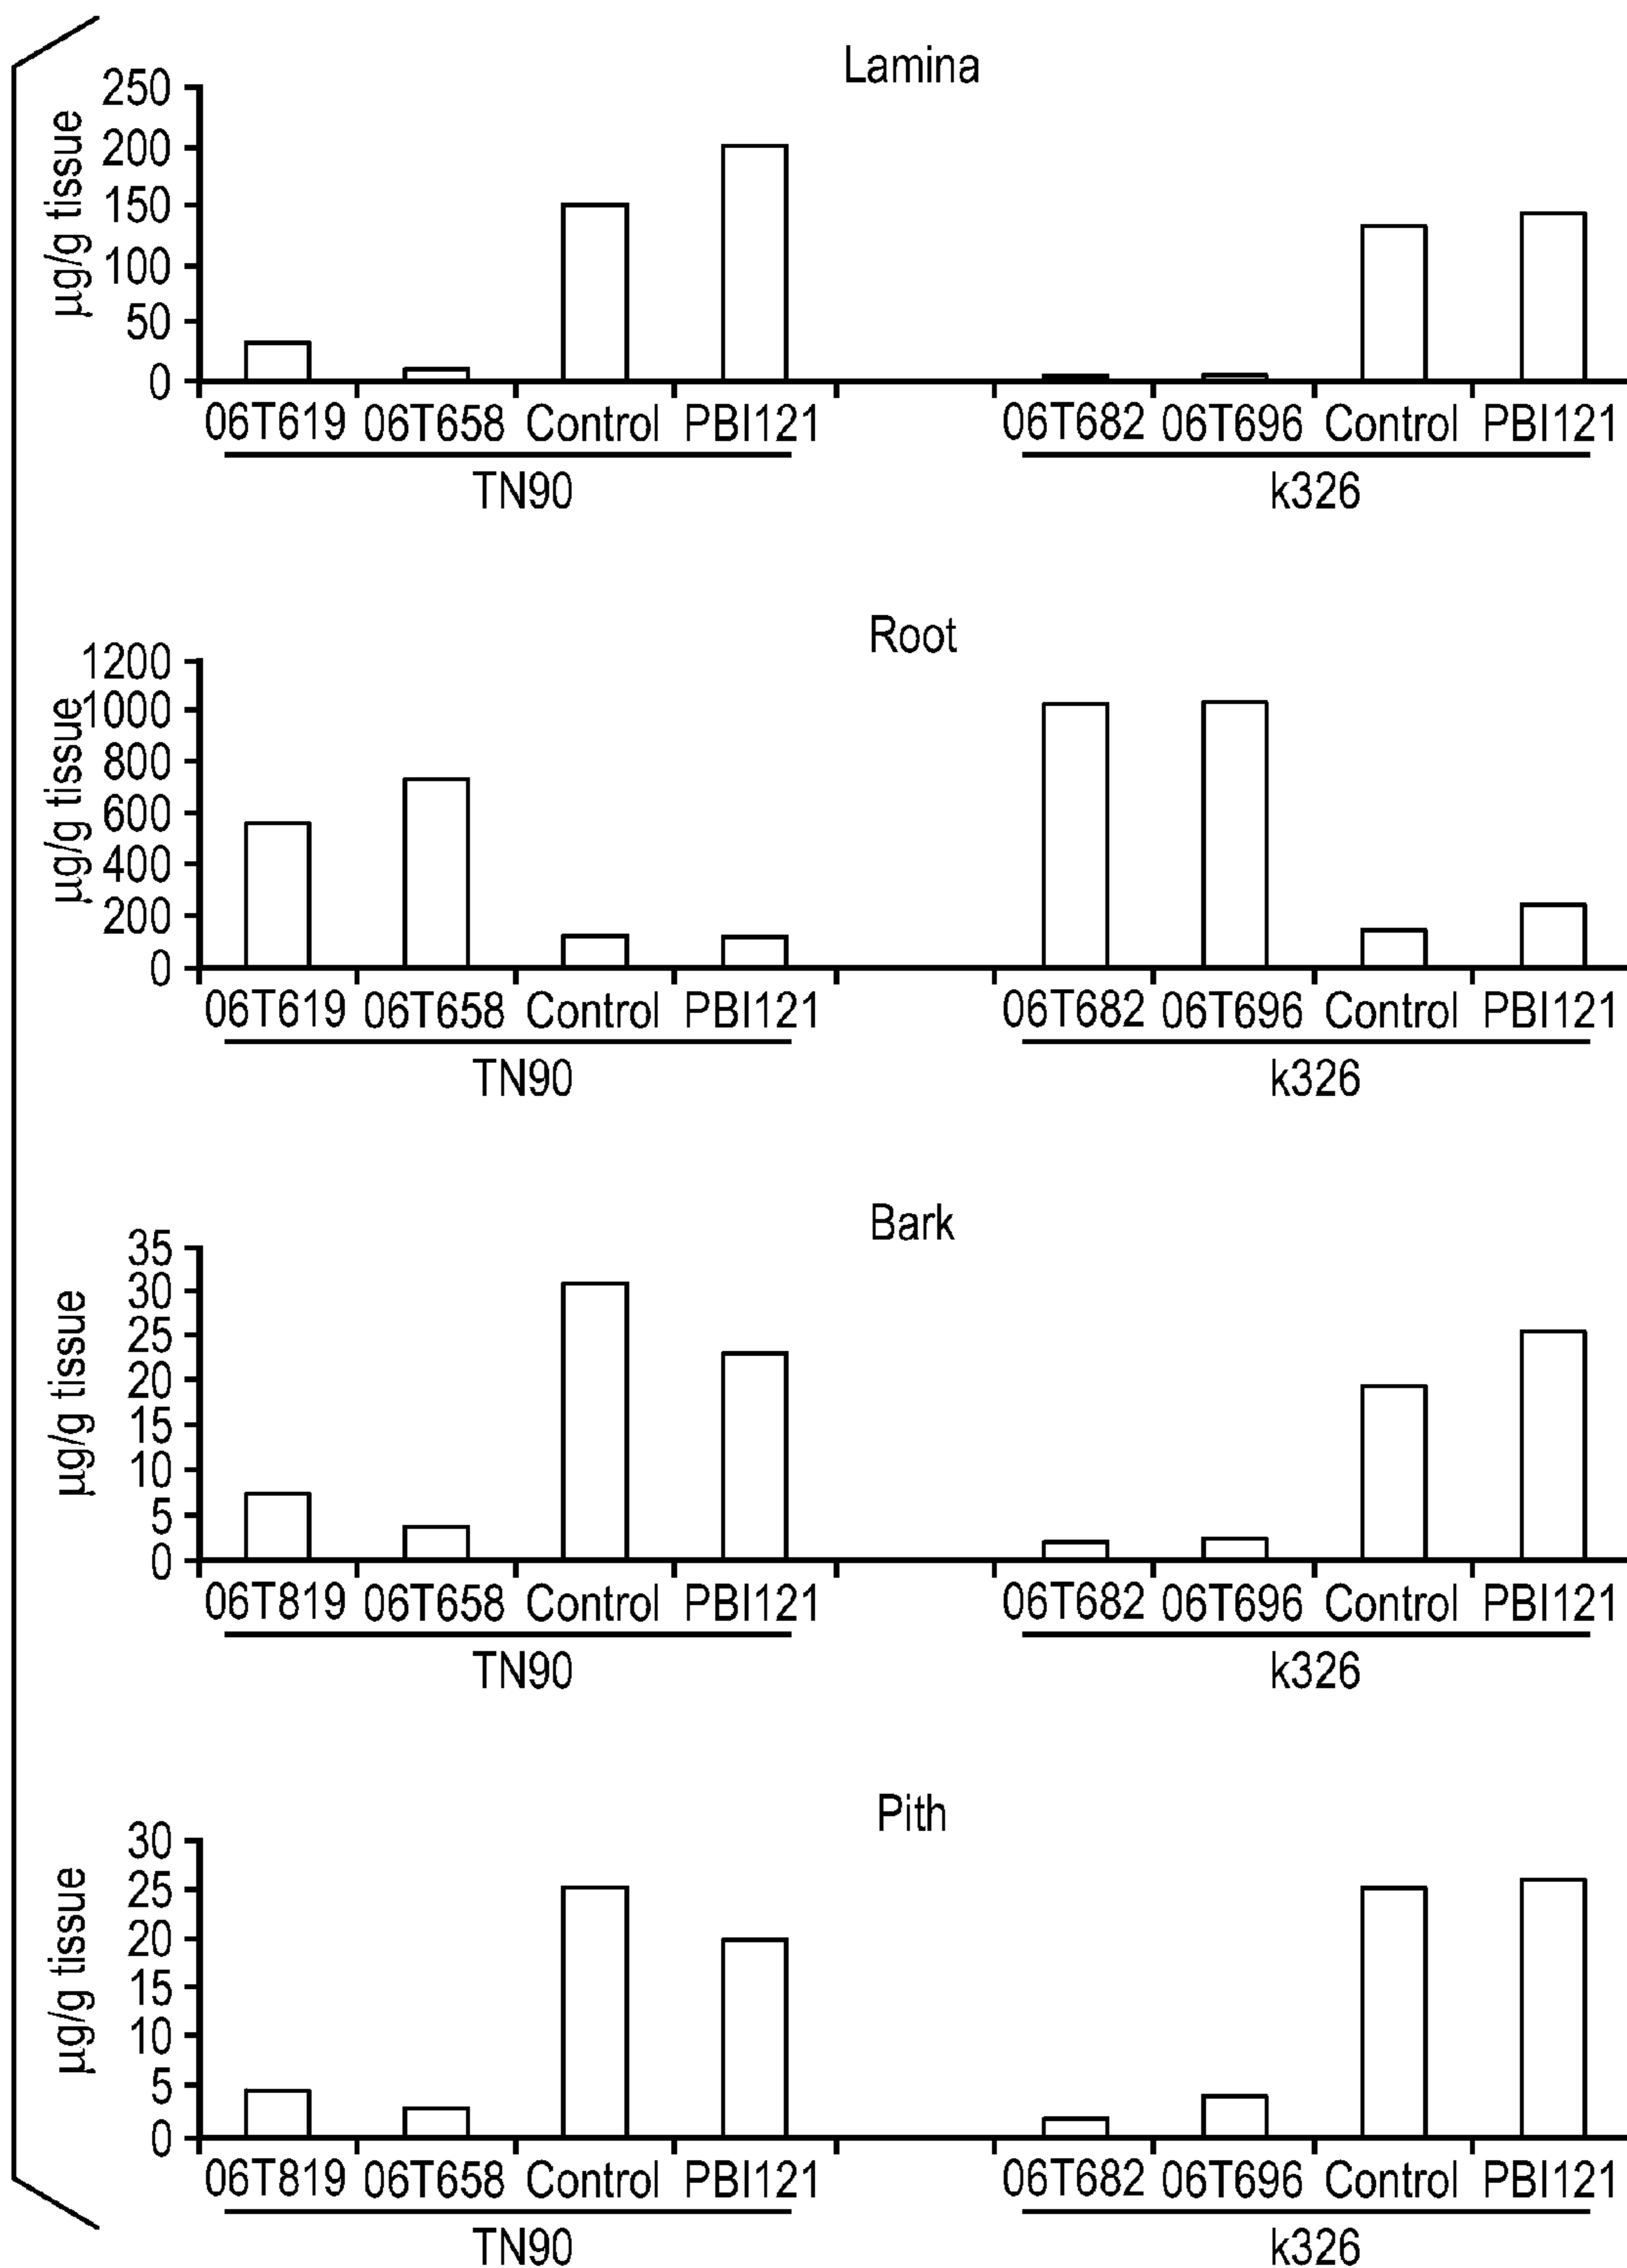 Lamina
µg/g tissue
250
200
150
100
50
0
06T619 06T658 Control PBI121 06T682 06T696 Control PBI121
TN90 k326
Root
µg/g tissue
1200
1000
800
600
400
200
0
06T619 06T658 Control PBI121 06T682 06T696 Control PBI121
TN90 k326
Bark
µg/g tissue
35
30
25
20
15
10
5
0
06T819 06T658 Control PBI121 06T682 06T696 Control PBI121
TN90 k326
Pith
µg/g tissue
30
25
20
15
10
5
0
06T819 06T658 Control PBI121 06T682 06T696 Control PBI121
TN90 k326